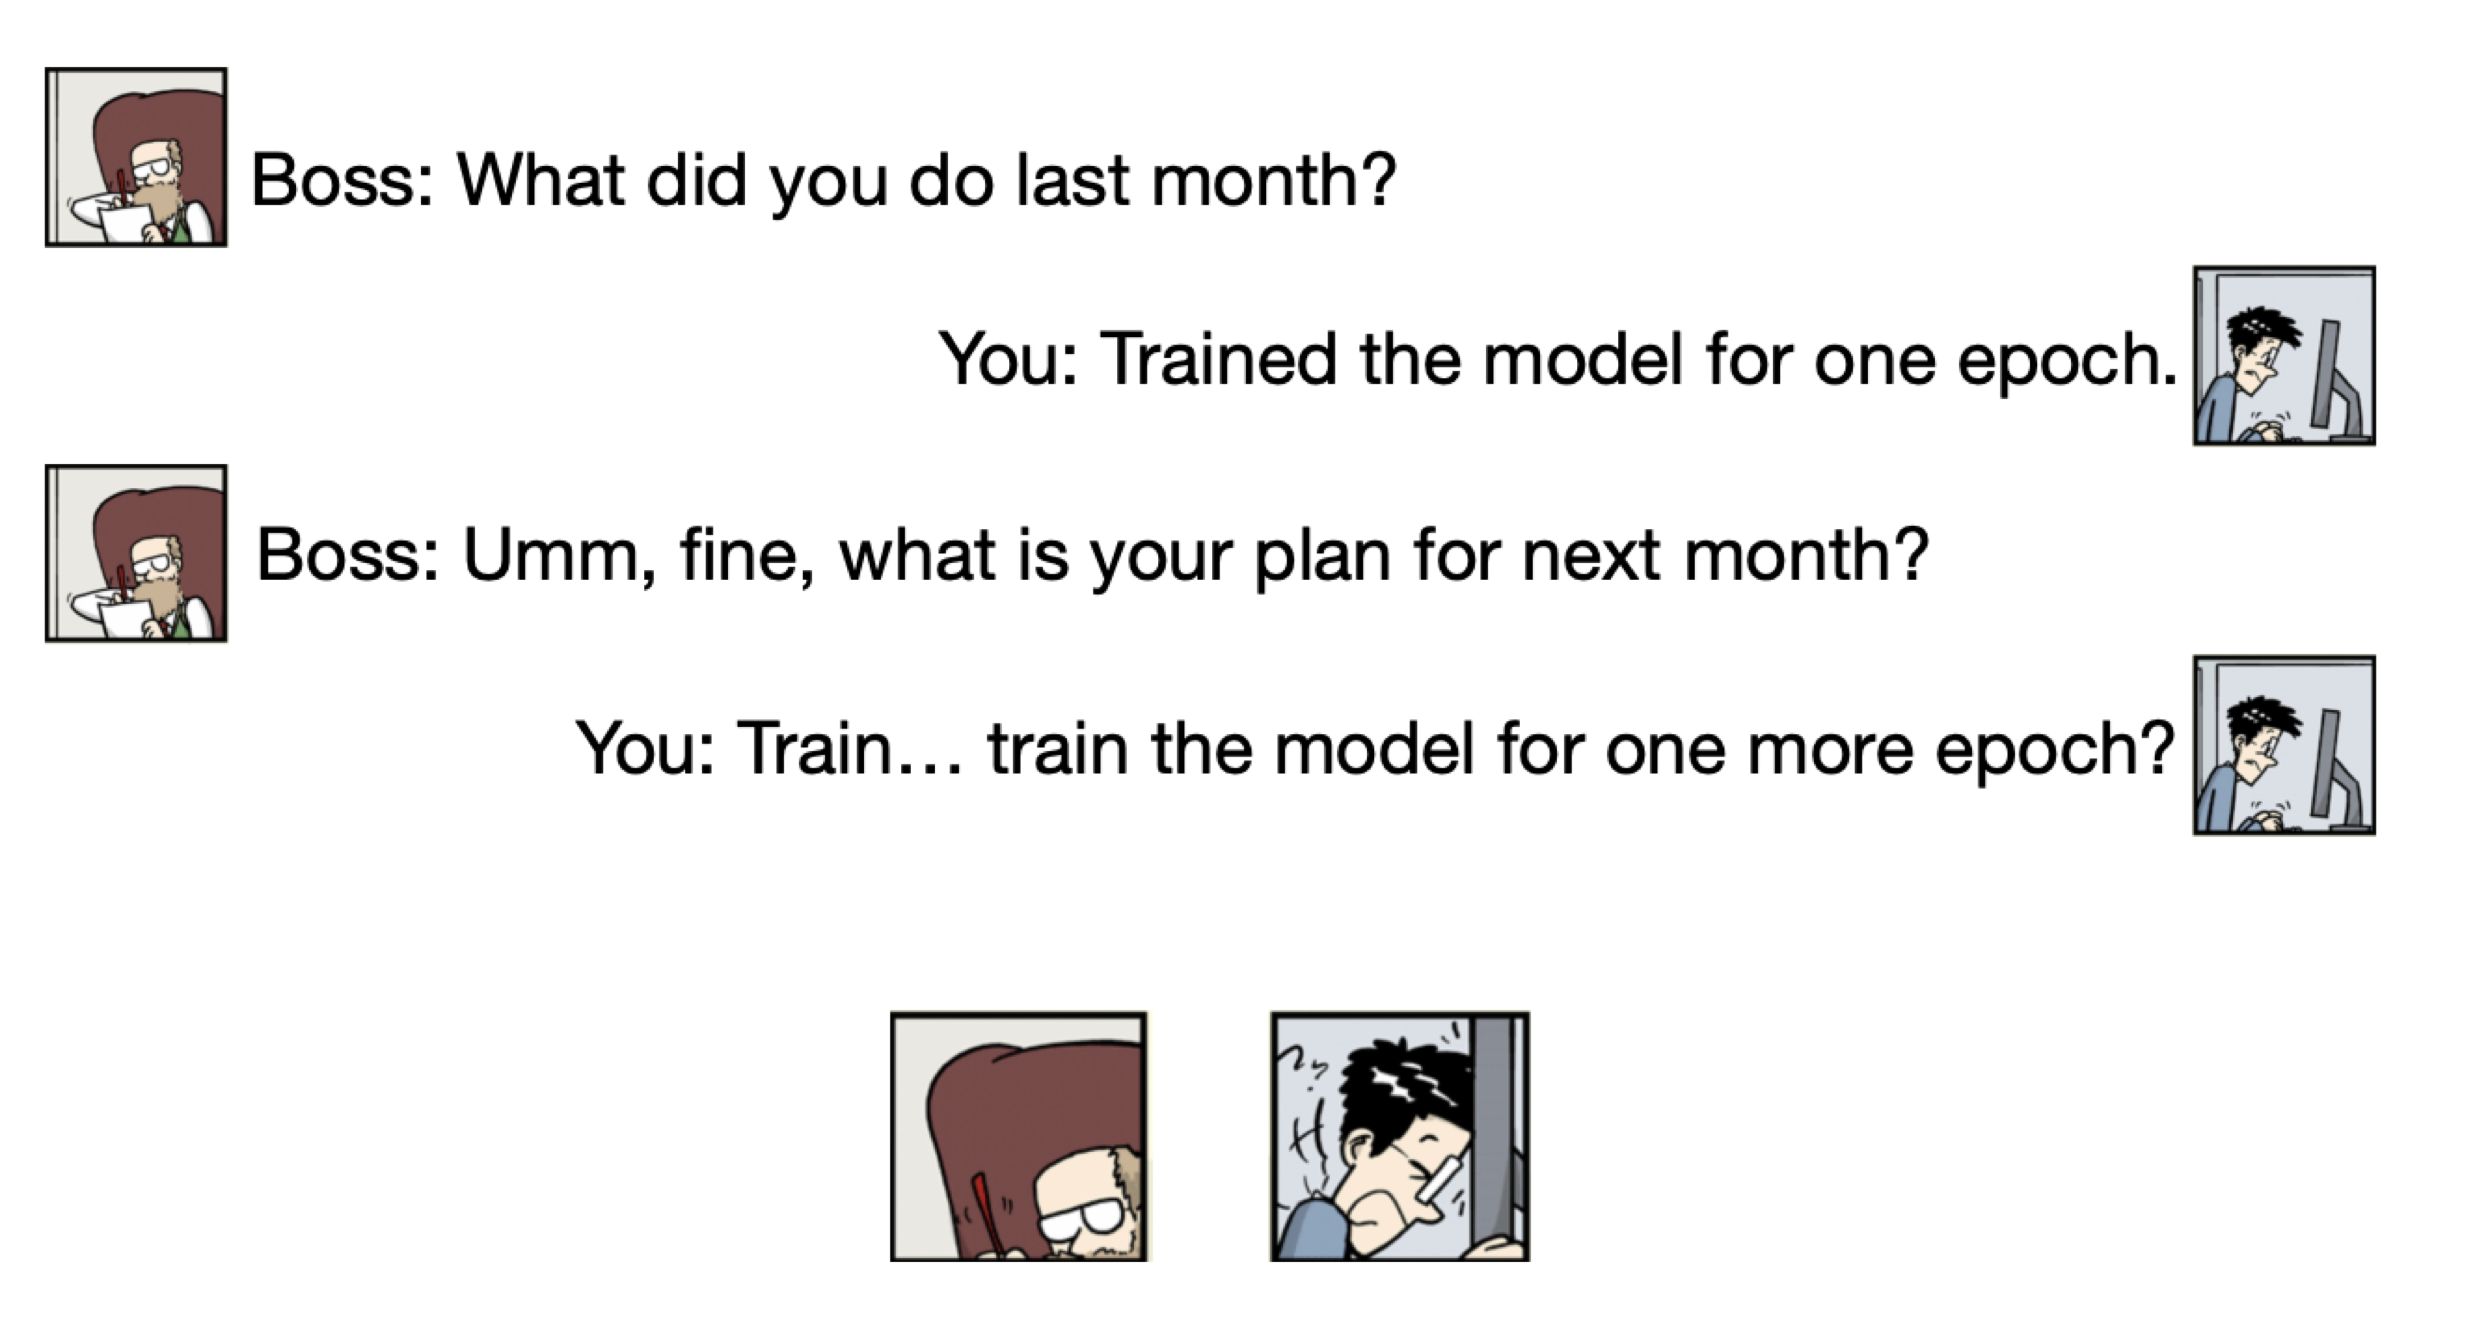 Boss: What did you do last month?
You: Trained the model for one epoch.
Boss: Umm, fine, what is your plan for next month?
You: Train… train the model for one more epoch?